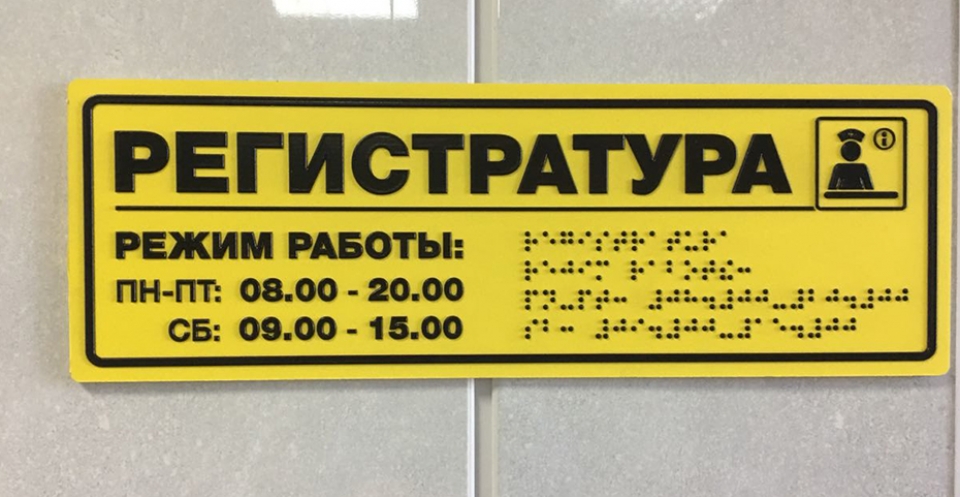 РЕГИСТРАТУРА
РЕЖИМ РАБОТЫ:
ПН-ПТ: 08.00 - 20.00
СБ: 09.00 - 15.00